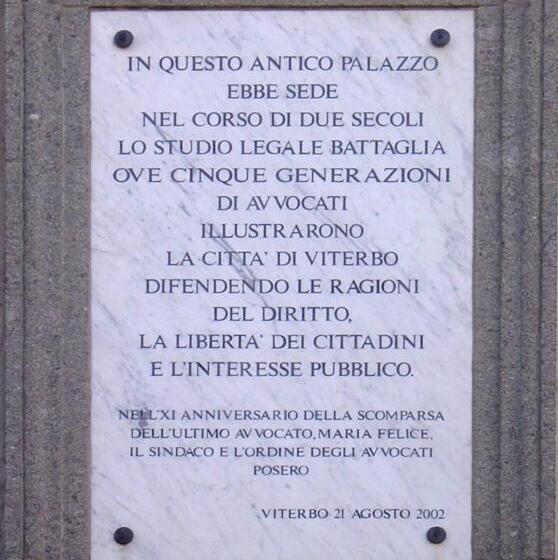 IN QUESTO ANTICO PALAZZO
EBBE SEDE
NEL CORSO DI DUE SECOLI
LO STUDIO LEGALE BATTAGLIA
OVE CINQUE GENERAZIONI
DI AVVOCATI
ILLUSTRARONO
LA CITTA' DI VITERBO
DIFENDENDO LE RAGIONI
DEL DIRITTO,
LA LIBERTA' DEI CITTADINI
E L'INTERESSE PUBBLICO.
NELL'XI ANNIVERSARIO DELLA SCOMPARSA
DELL'ULTIMO AVVOCATO, MARIA FELICE,
IL SINDACO E L'ORDINE DEGLI AVVOCATI
POSERO
VITERBO 21 AGOSTO 2002